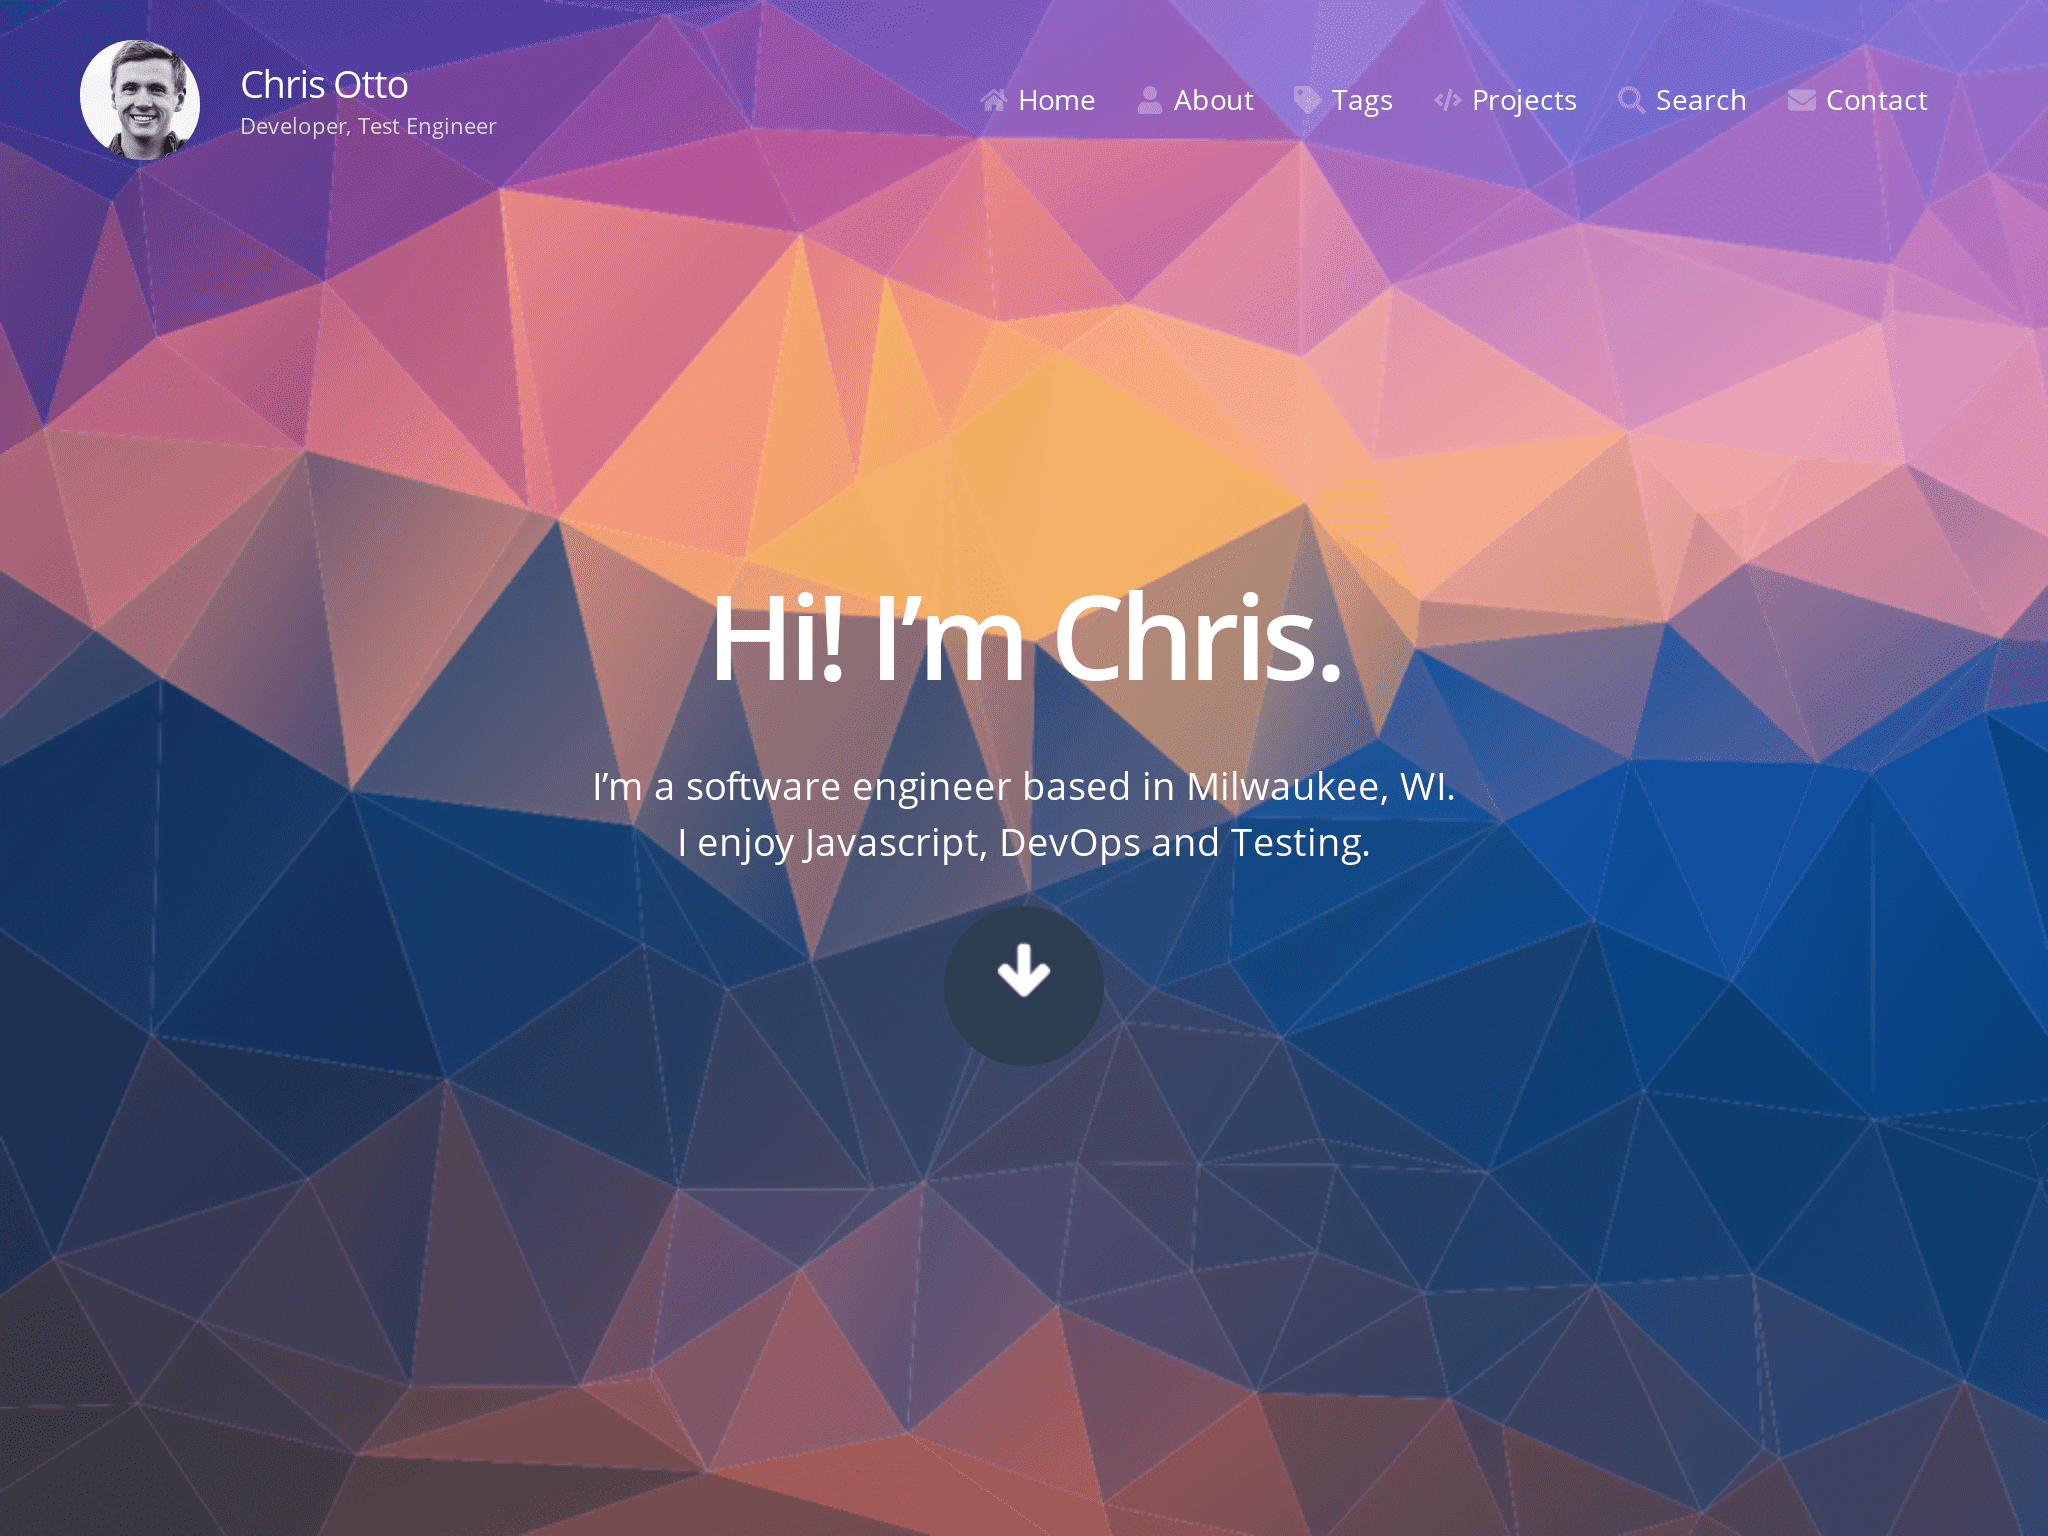 Chris Otto
Developer, Test Engineer
Home About Tags Projects Search Contact
Hi! I’m Chris.
I’m a software engineer based in Milwaukee, WI.
I enjoy Javascript, DevOps and Testing.